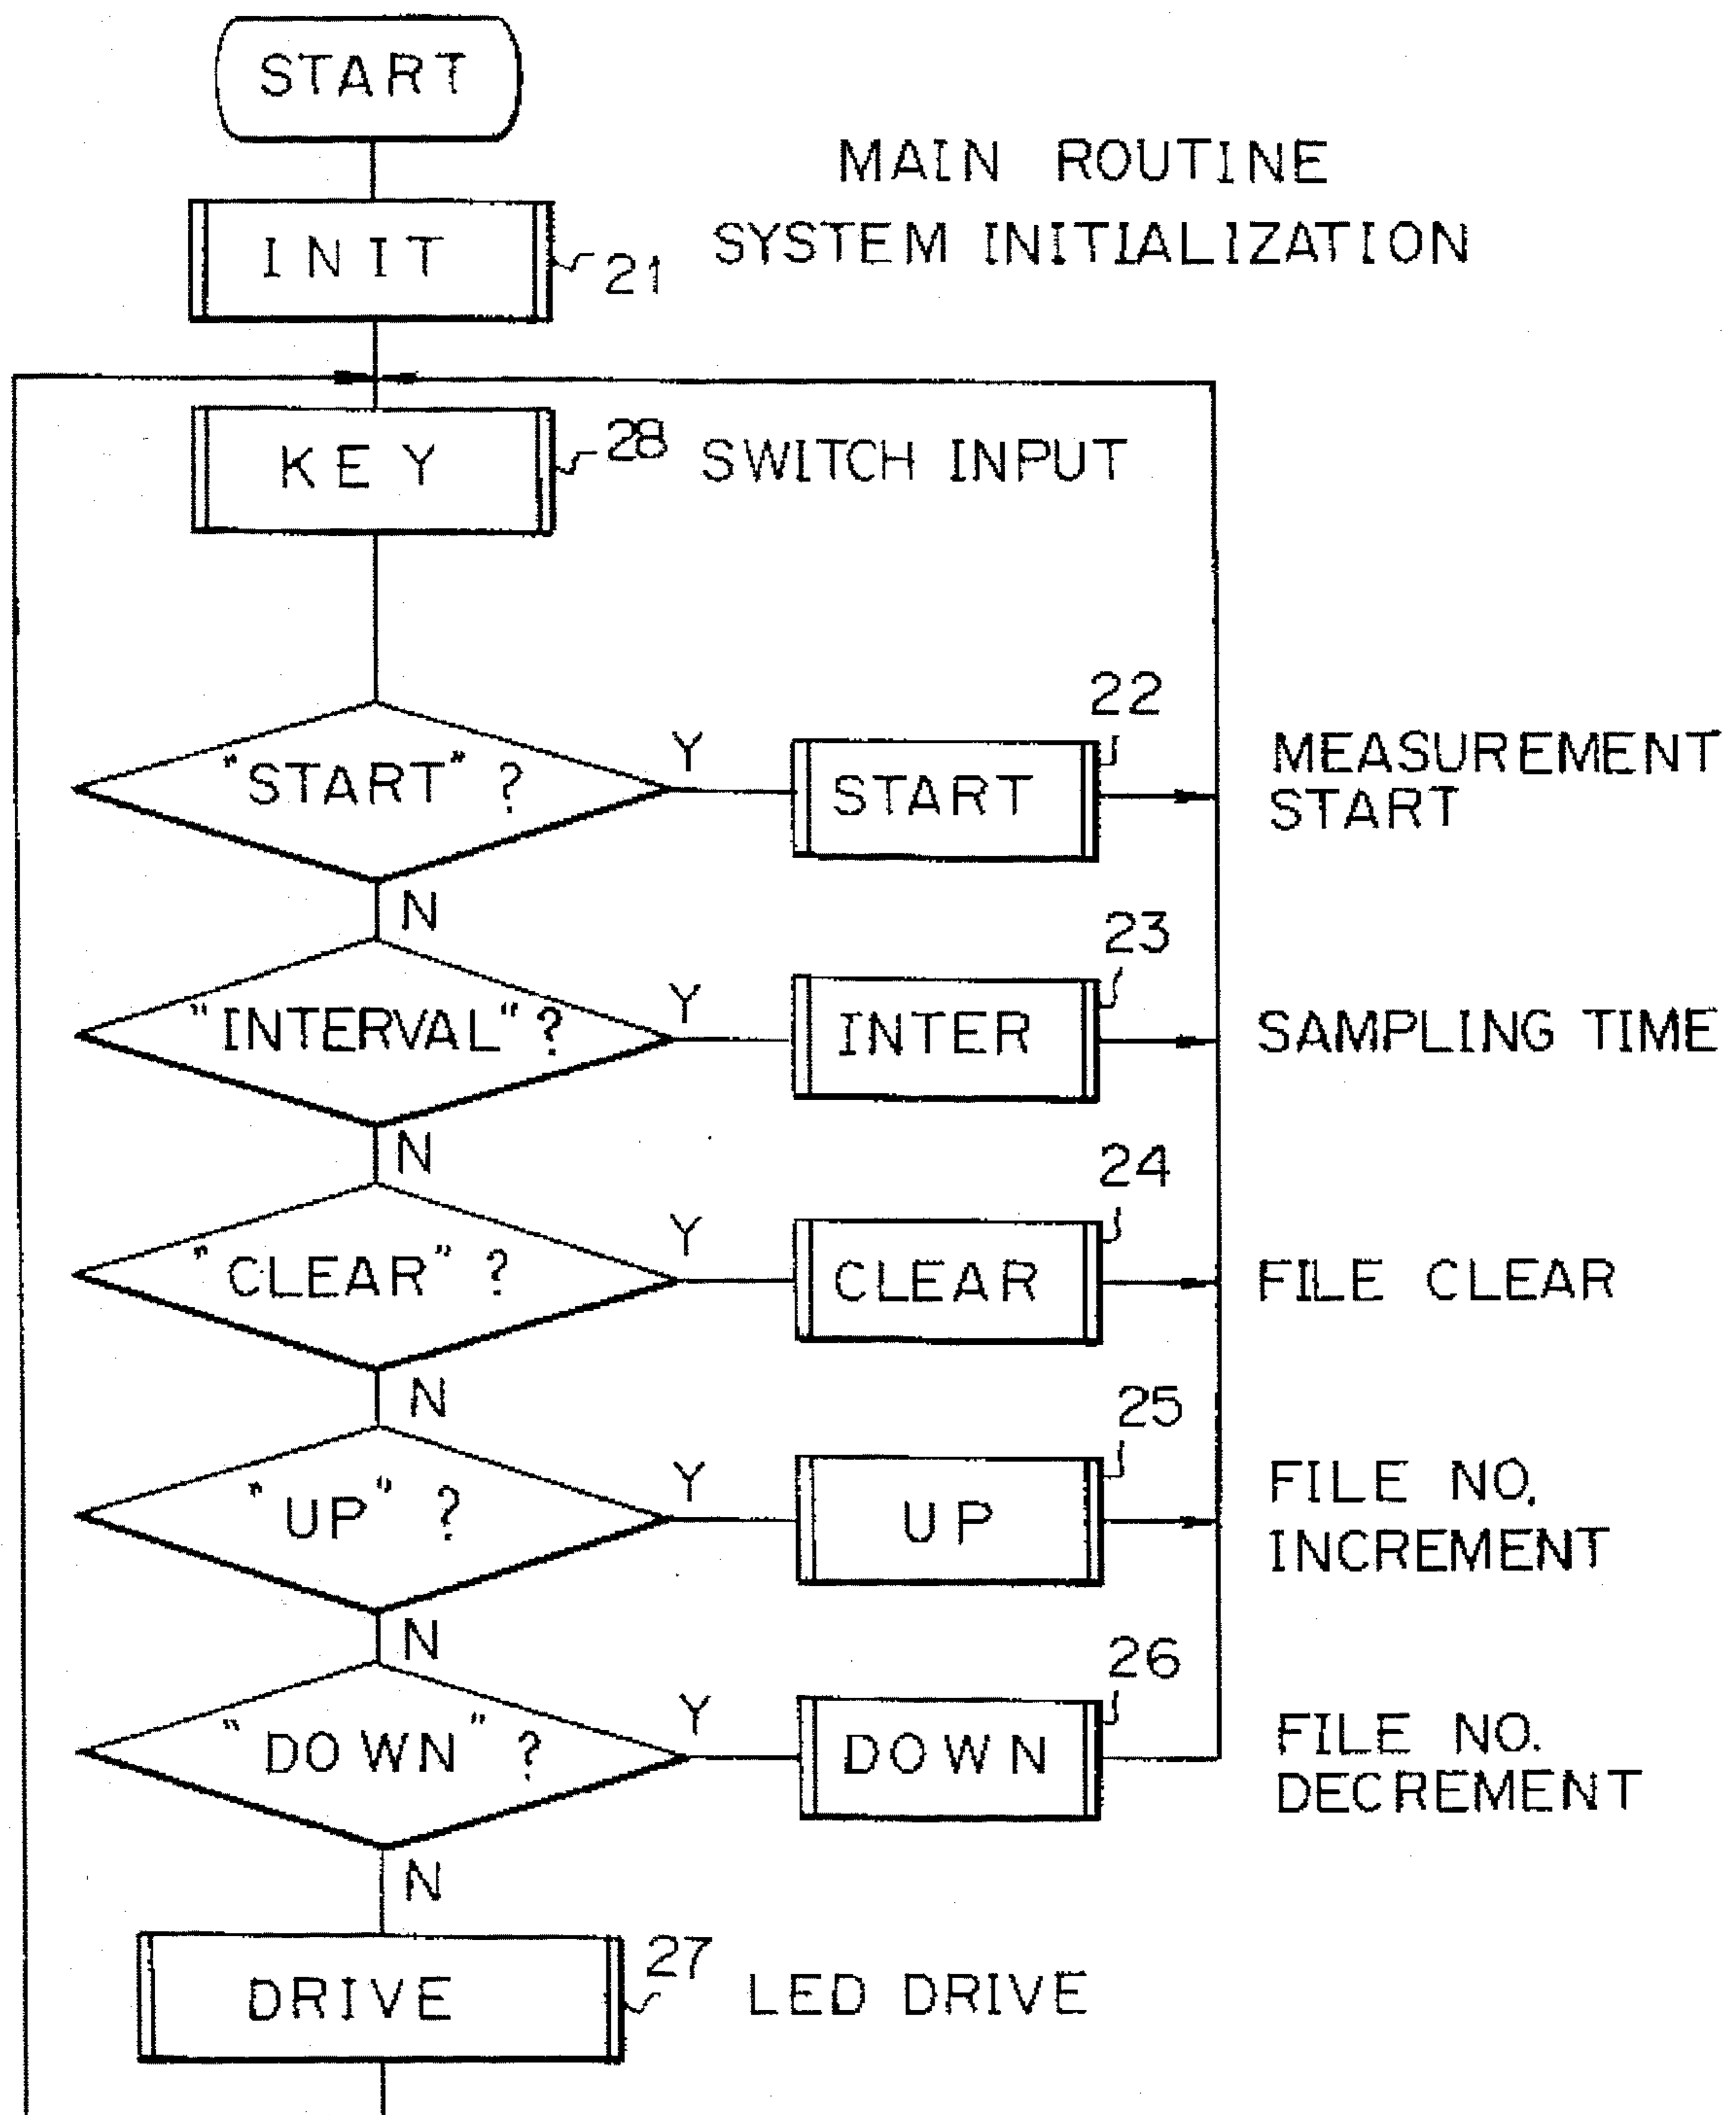 START
MAIN ROUTINE
INIT
21
SYSTEM INITIALIZATION
KEY
28
SWITCH INPUT
"START" ?
Y
START
22
MEASUREMENT
START
N
"INTERVAL" ?
Y
INTER
23
SAMPLING TIME
N
"CLEAR" ?
Y
CLEAR
24
FILE CLEAR
N
"UP" ?
Y
UP
25
FILE NO.
INCREMENT
N
"DOWN" ?
Y
DOWN
26
FILE NO.
DECREMENT
N
DRIVE
27
LED DRIVE